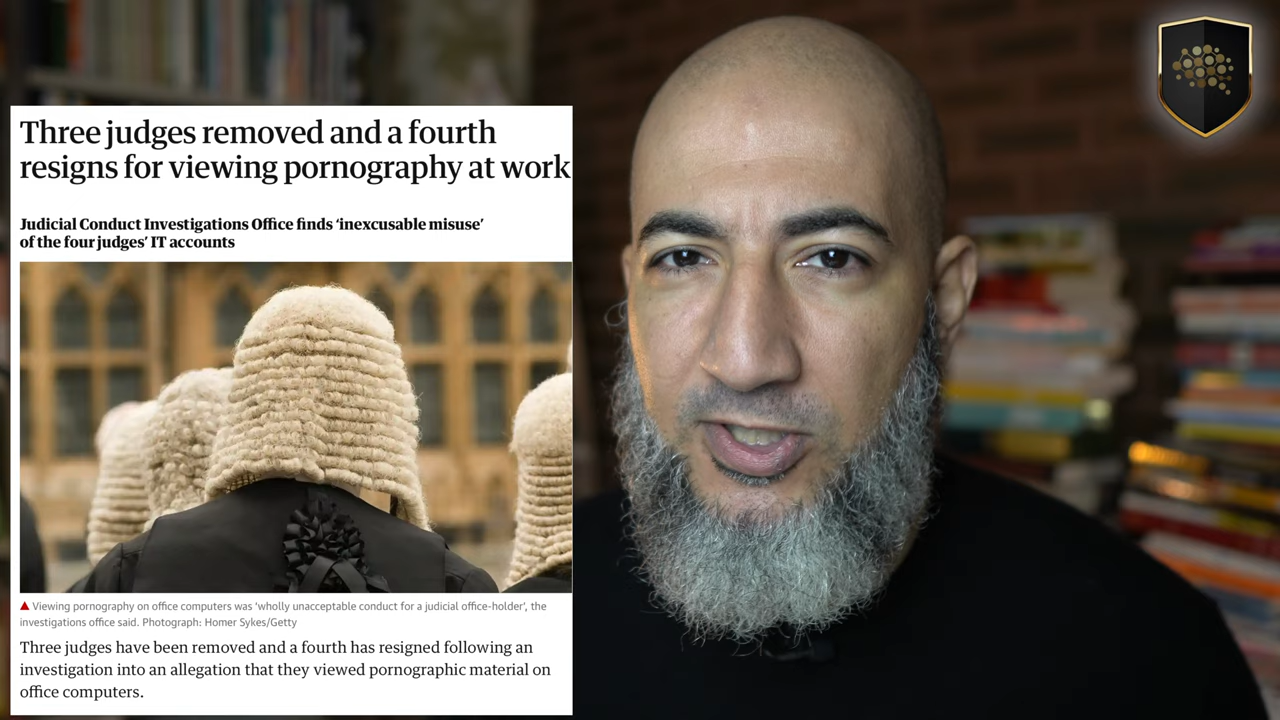 Three judges removed and a fourth
resigns for viewing pornography at work
Judicial Conduct Investigations Office finds ‘inexcusable misuse’
of the four judges’ IT accounts
▲ Viewing pornography on office computers was ‘wholly unacceptable conduct for a judicial office-holder’, the
investigations office said. Photograph: Homer Sykes/Getty
Three judges have been removed and a fourth has resigned following an
investigation into an allegation that they viewed pornographic material on
office computers.